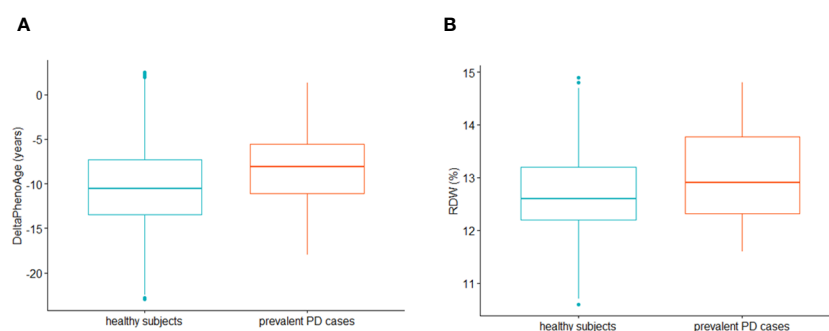 A
DeltaPhenoAge (years)
0
-5
-10
-15
-20
healthy subjects
prevalent PD cases
B
RDW (%)
15
14
13
12
11
healthy subjects
prevalent PD cases